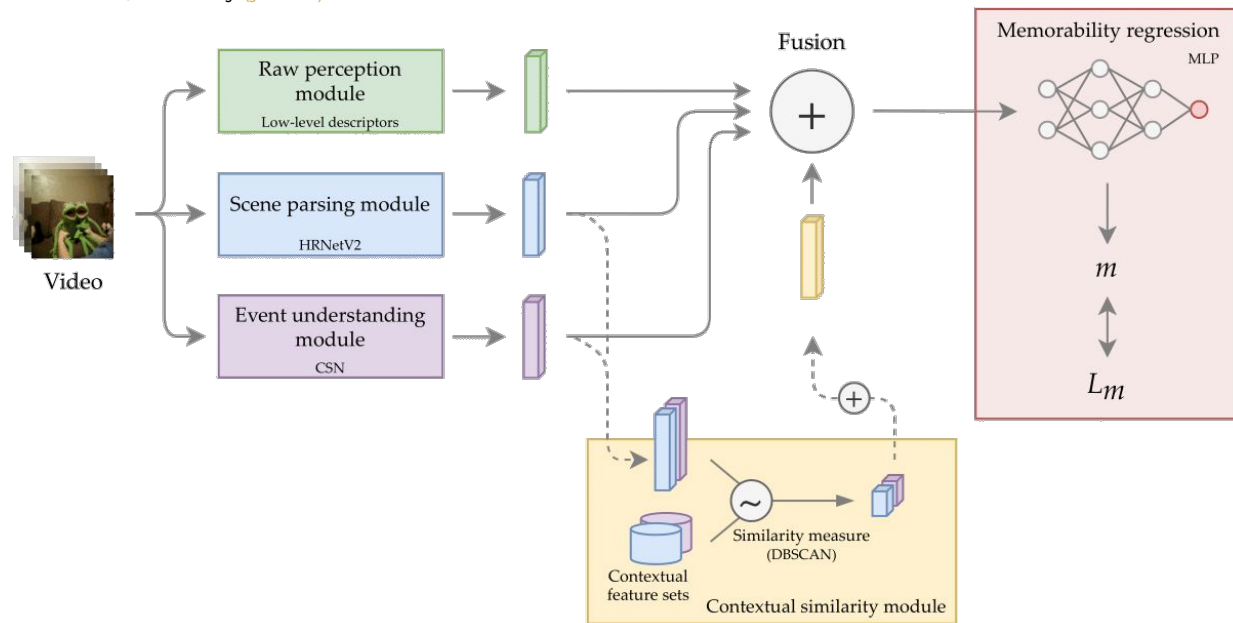 Raw perception
module
Low-level descriptors
Scene parsing module
HRNetV2
Event understanding
module
CSN
Video
Fusion
+
Memorability regression
MLP
m
Lm
+
~
Similarity measure
(DBSCAN)
Contextual
feature sets
Contextual similarity module